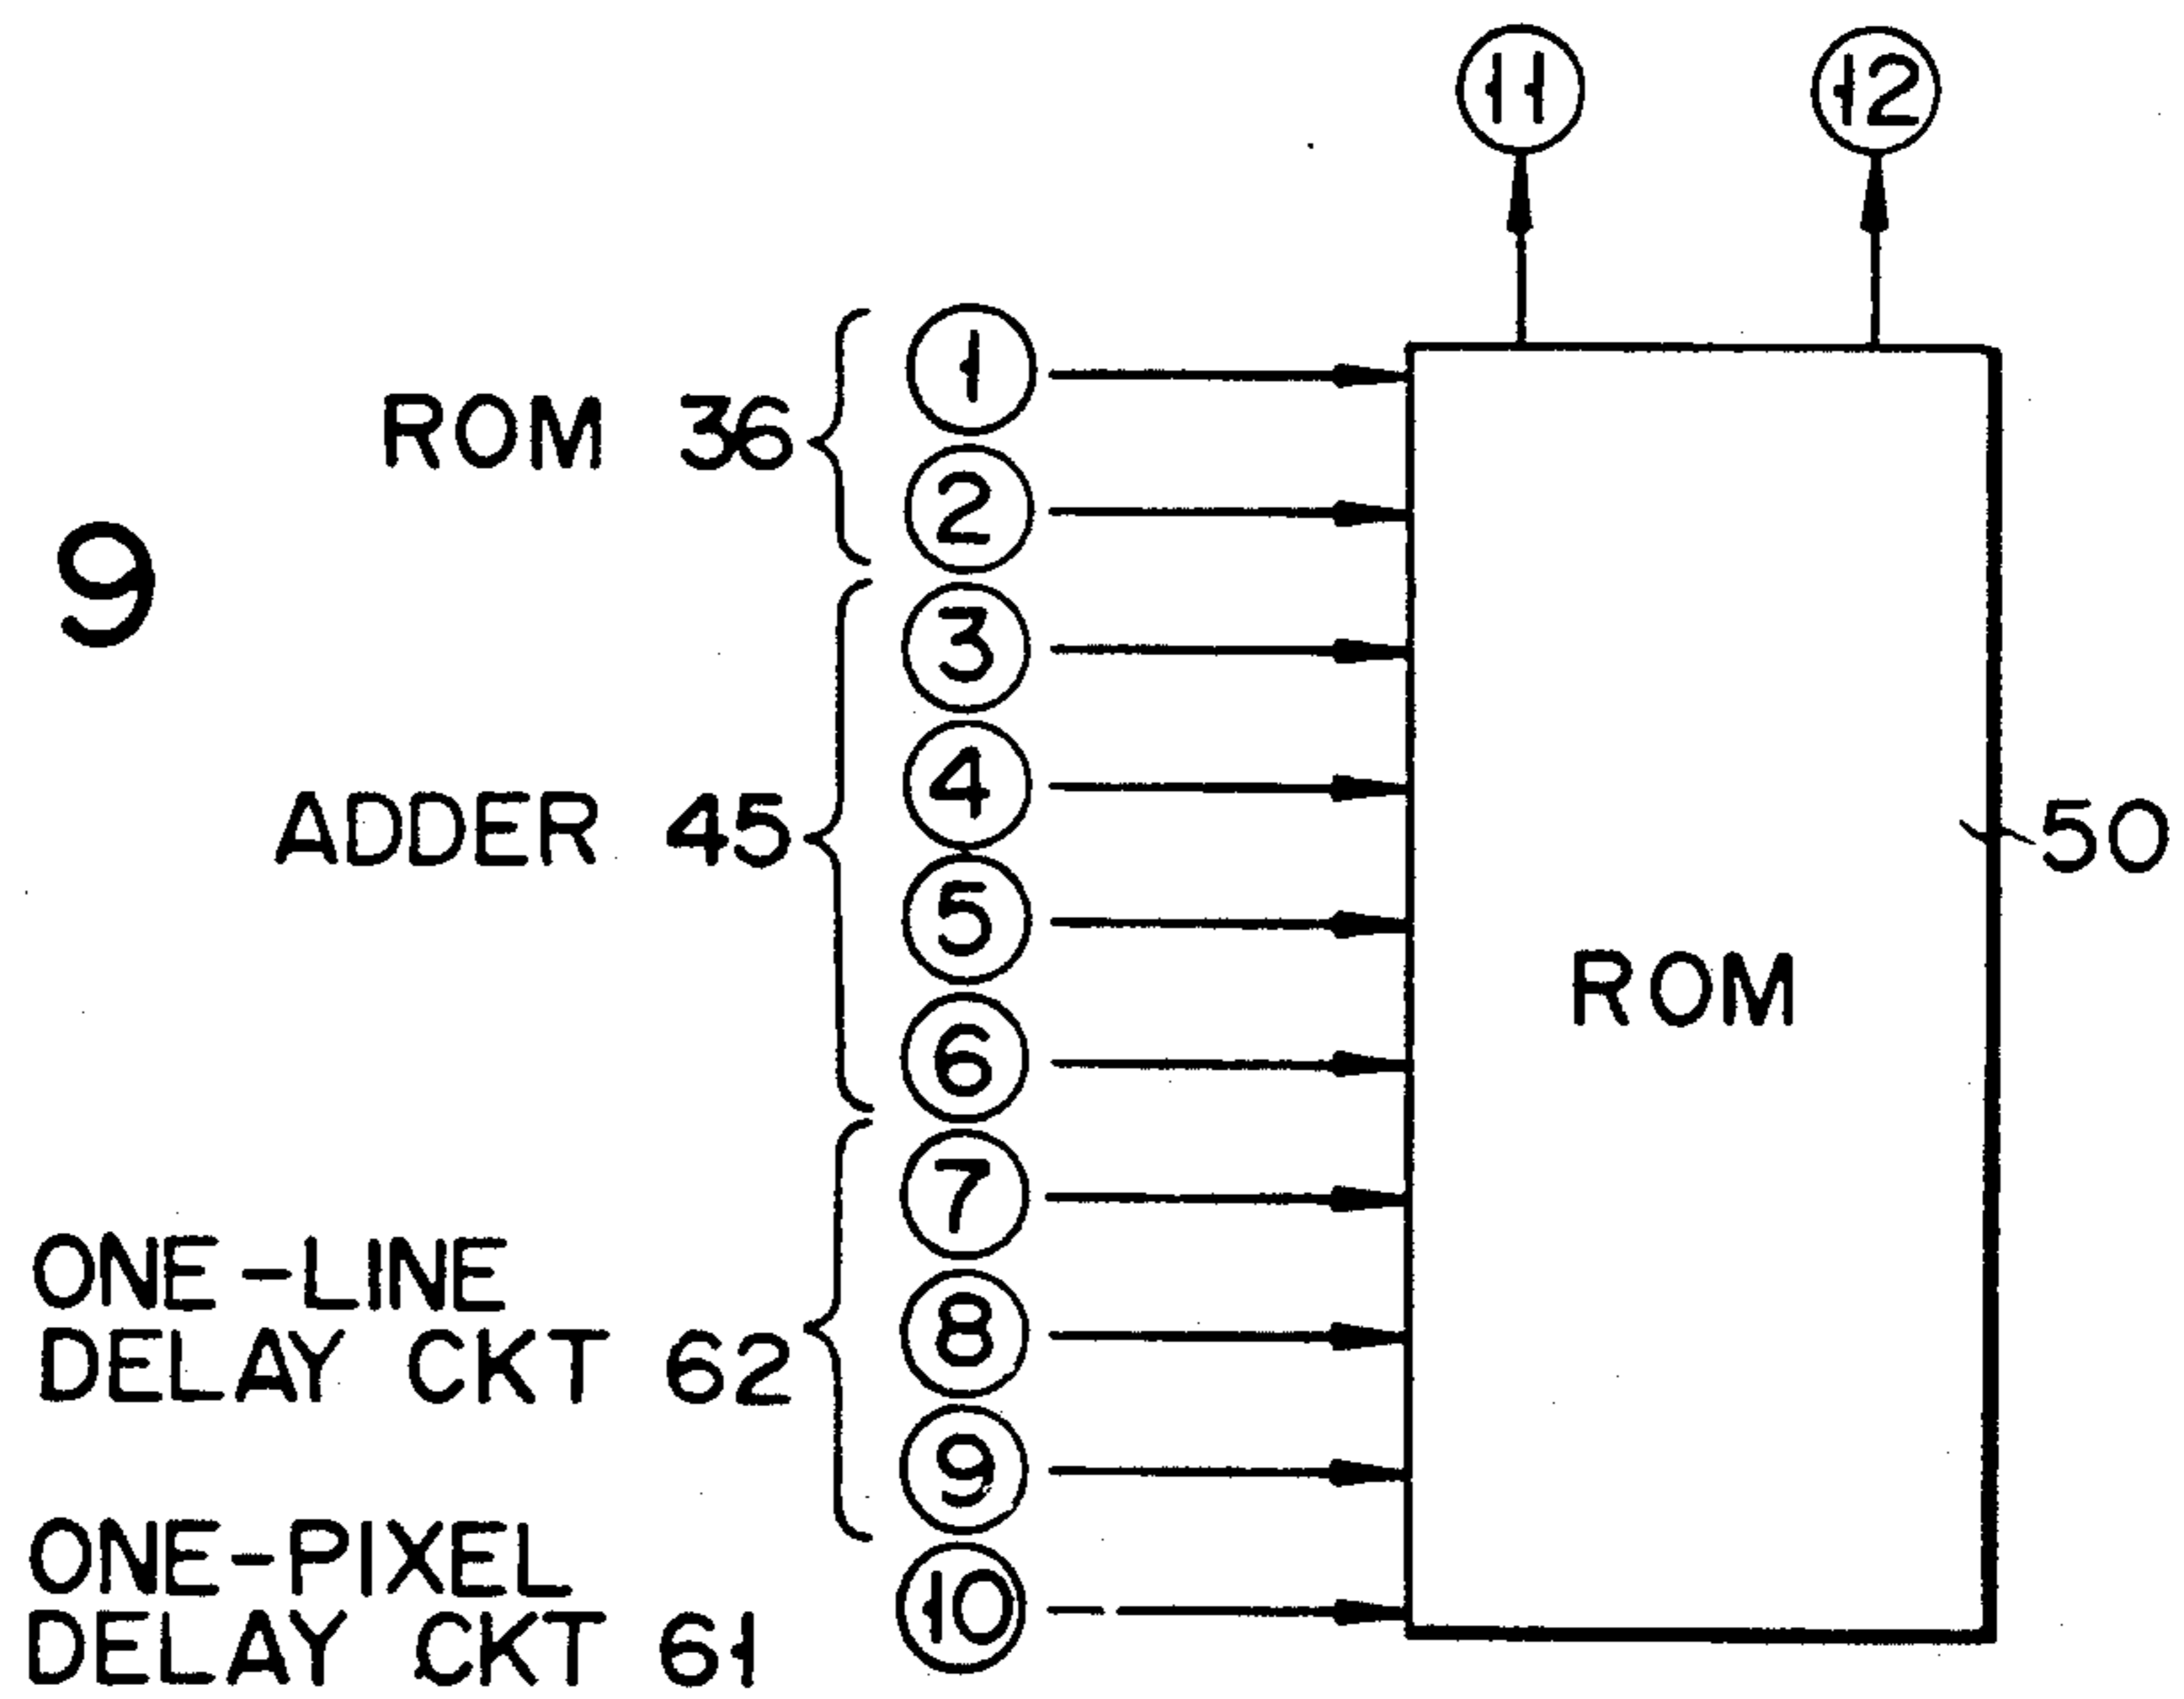 11 12
1
ROM 36
2
9
3
4
ADDER 45
50
5
ROM
6
7
ONE-LINE
8
DELAY CKT 62
9
ONE-PIXEL
10
DELAY CKT 61